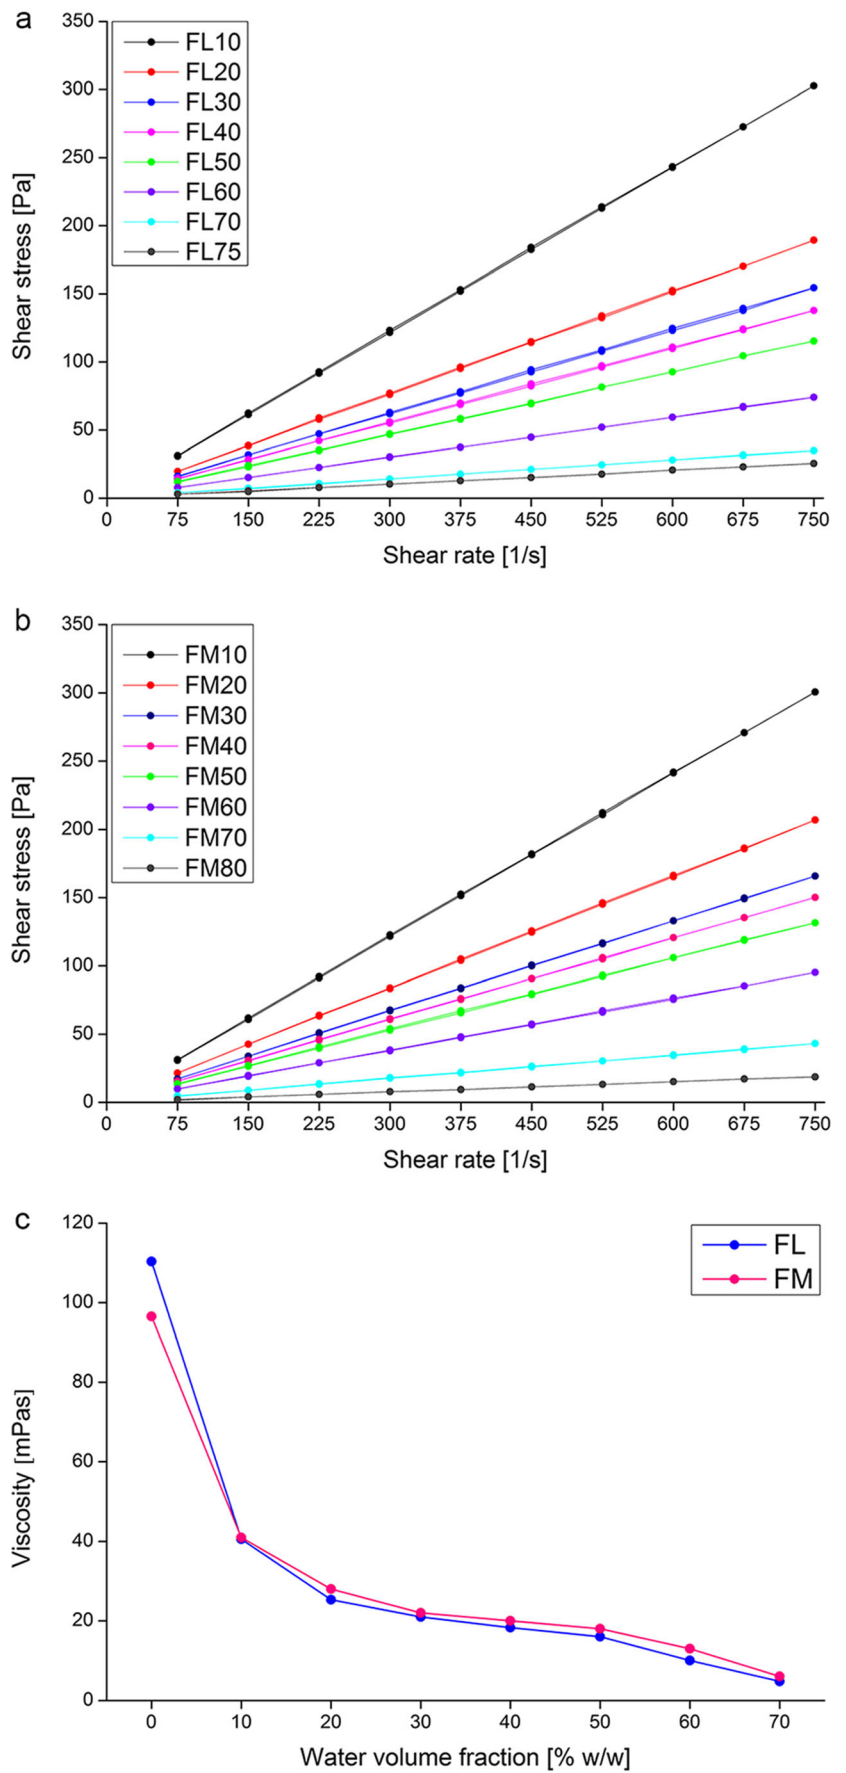 a
350
300
250
200
150
100
50
0
Shear stress [Pa]
FL10
FL20
FL30
FL40
FL50
FL60
FL70
FL75
0 75 150 225 300 375 450 525 600 675 750
Shear rate [1/s]
b
350
300
250
200
150
100
50
0
Shear stress [Pa]
FM10
FM20
FM30
FM40
FM50
FM60
FM70
FM80
0 75 150 225 300 375 450 525 600 675 750
Shear rate [1/s]
c
120
100
80
60
40
20
0
Viscosity [mPas]
FL
FM
0 10 20 30 40 50 60 70
Water volume fraction [% w/w]